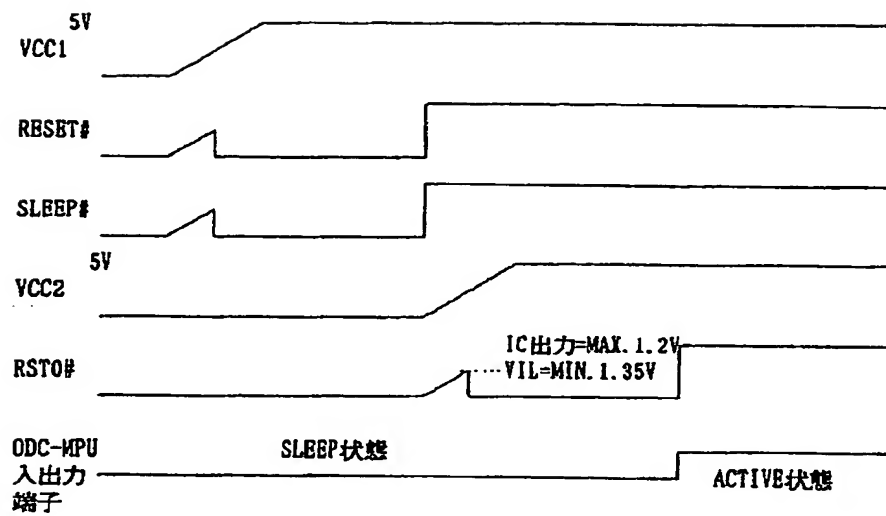 5V
VCC1
RESET#
SLEEP#
5V
VCC2
IC出力=MAX. 1. 2V
RSTO#
VIL=MIN. 1. 35V
ODC-MPU
入出力
端子
SLEEP状態
ACTIVE状態